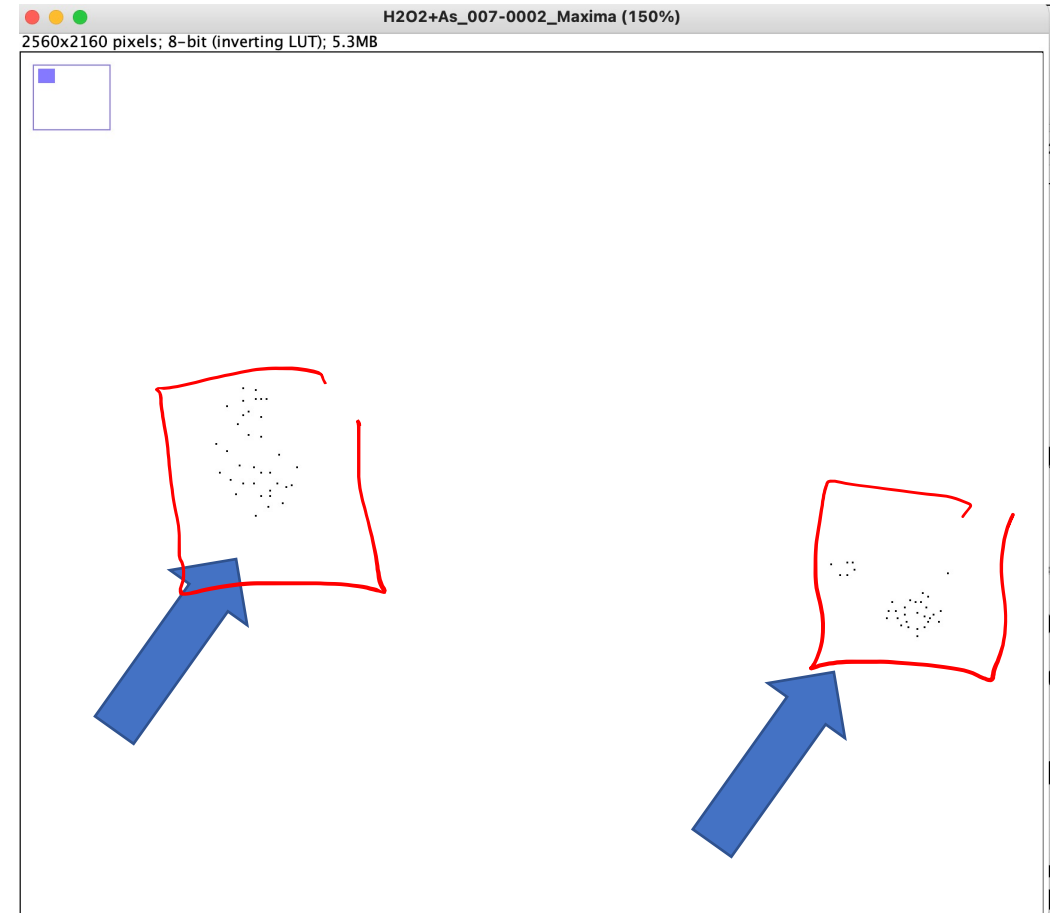 H2O2+As_007-0002_Maxima (150%)
2560x2160 pixels; 8-bit (inverting LUT); 5.3MB